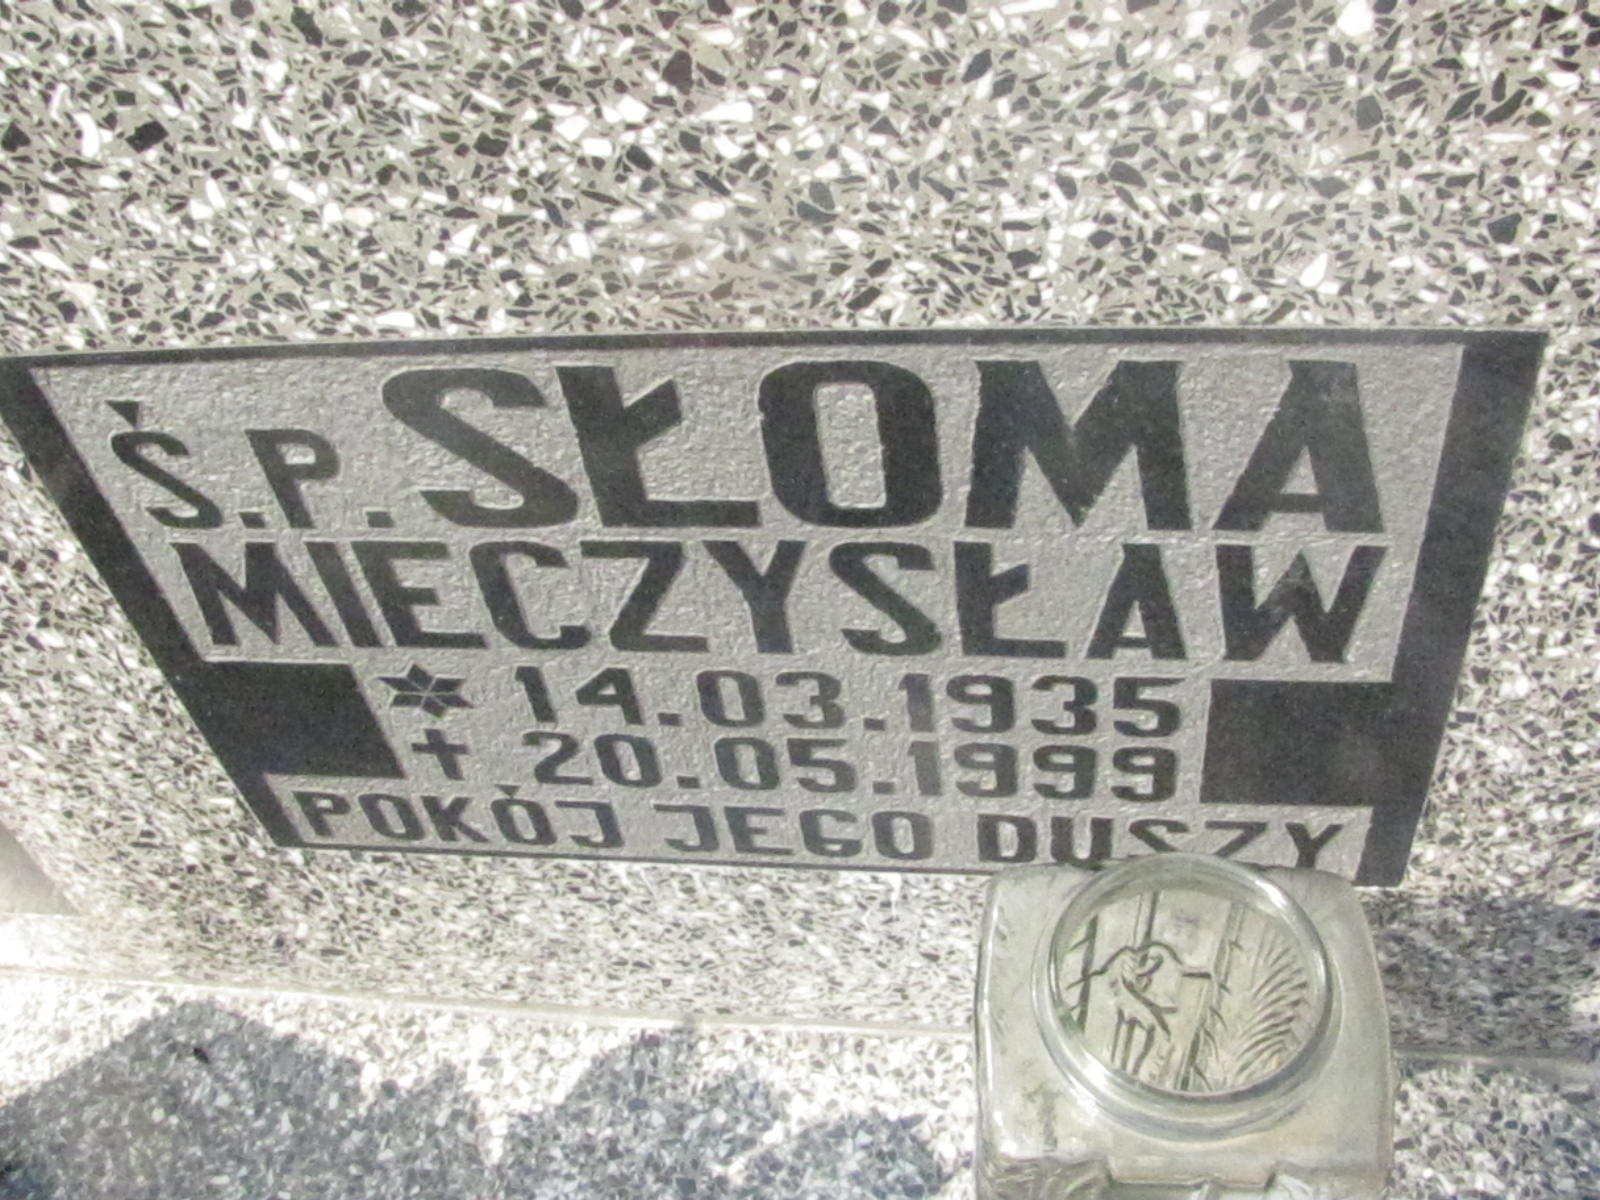 Ś.P. SŁOMA
MIECZYSŁAW
14.03.1935
20.05.1999
POKÓJ JEGO DUSZY